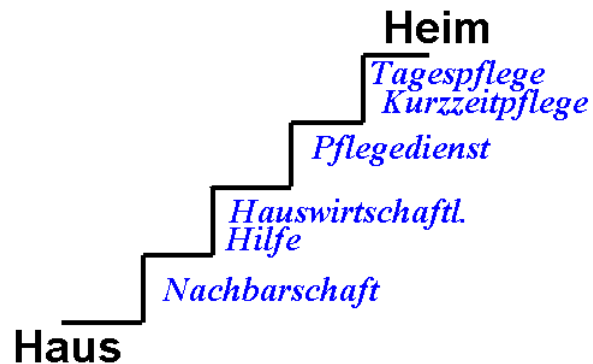 Heim
Tagespflege
Kurzzeitpflege
Pflegedienst
Hauswirtschaftl.
Hilfe
Nachbarschaft
Haus